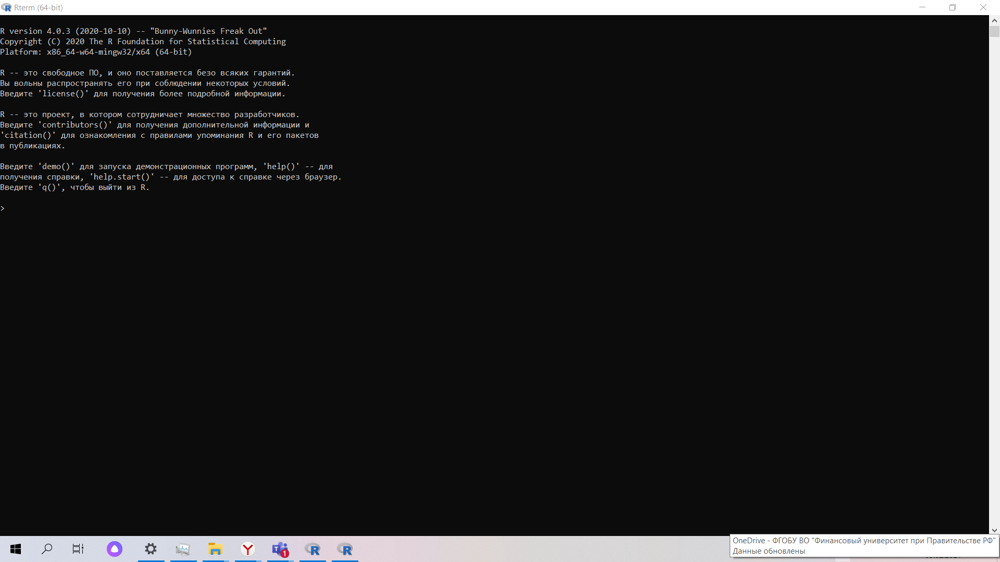 Rterm (64-bit)
R version 4.0.3 (2020-10-10) -- "Bunny-Wunnies Freak Out"
Copyright (C) 2020 The R Foundation for Statistical Computing
Platform: x86_64-w64-mingw32/x64 (64-bit)
R -- это свободное ПО, и оно поставляется безо всяких гарантий.
Вы вольны распространять его при соблюдении некоторых условий.
Введите 'license()' для получения более подробной информации.
R -- это проект, в котором сотрудничает множество разработчиков.
Введите 'contributors()' для получения дополнительной информации и
'citation()' для ознакомления с правилами упоминания R и его пакетов
в публикациях.
Введите 'demo()' для запуска демонстрационных программ, 'help()' -- для
получения справки, 'help.start()' -- для доступа к справке через браузер.
Введите 'q()', чтобы выйти из R.
>
OneDrive - ФГОБУ ВО "Финансовый университет при Правительстве РФ"
Данные обновлены
1